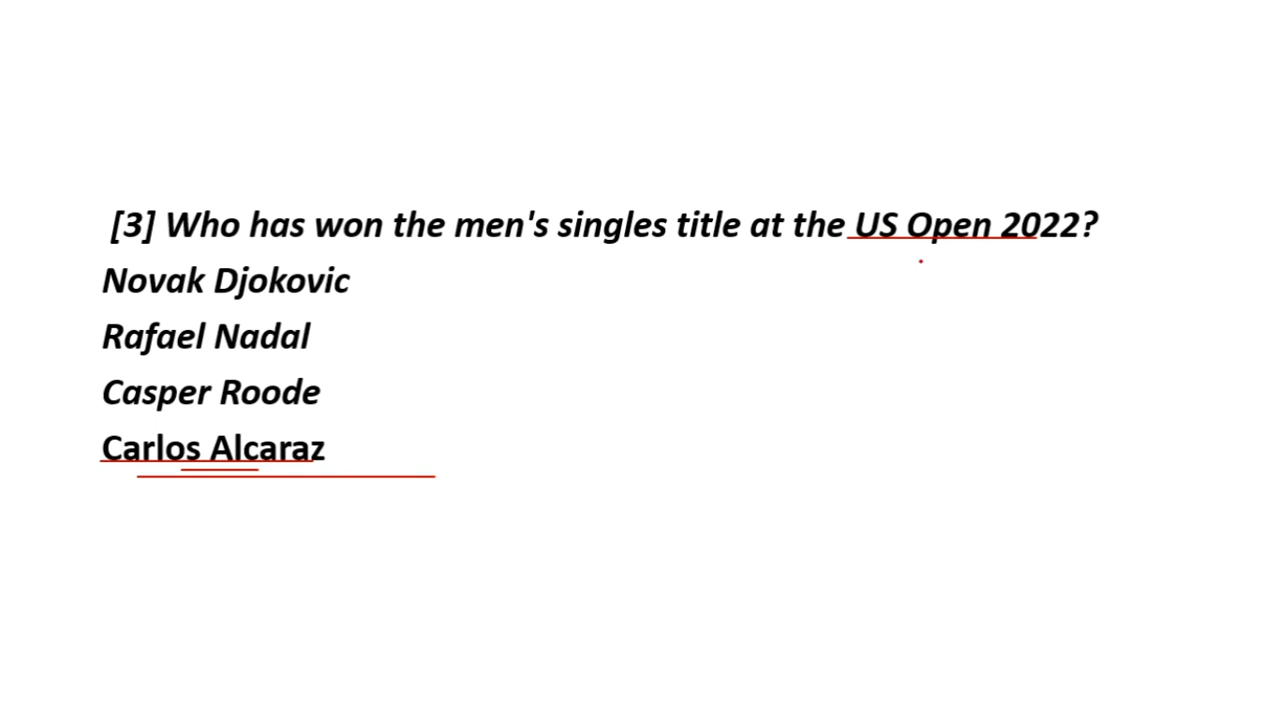 [3] Who has won the men's singles title at the US Open 2022?
Novak Djokovic
Rafael Nadal
Casper Roode
Carlos Alcaraz